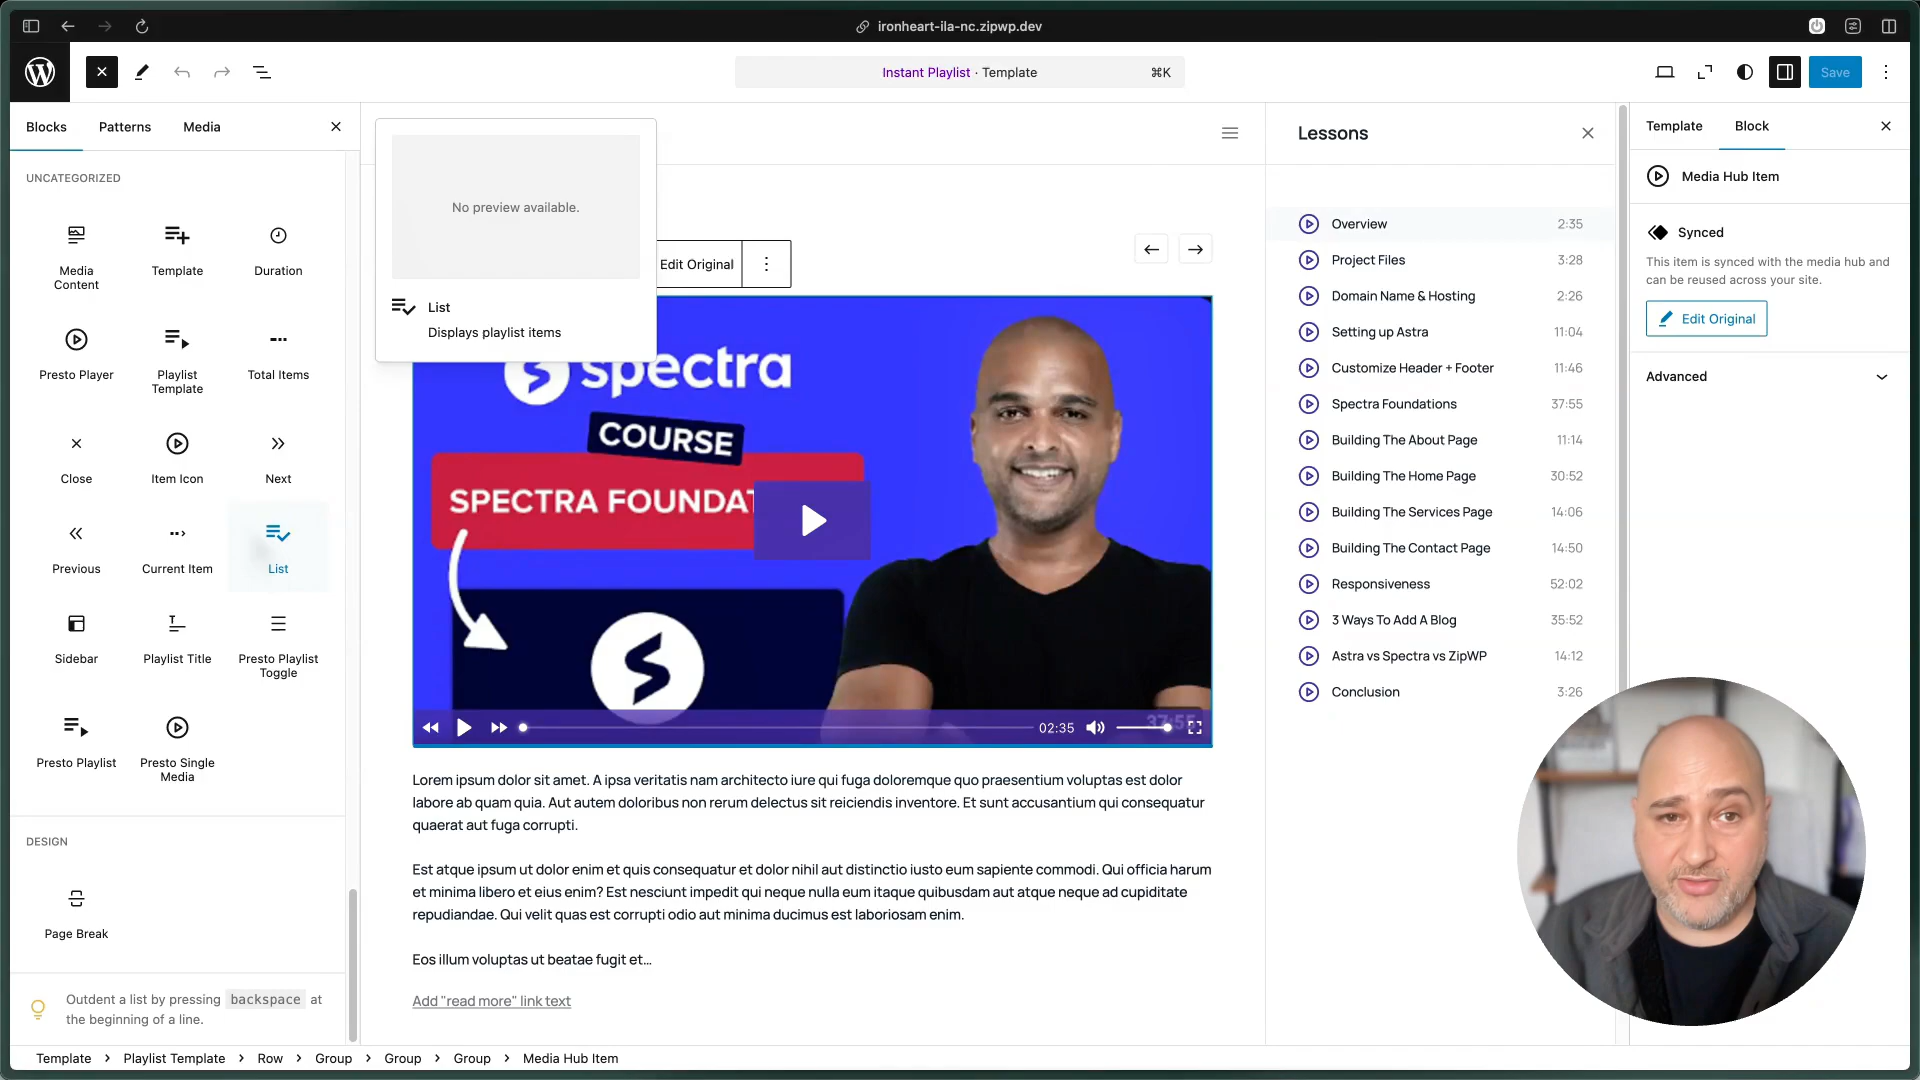 ironheart-ila-nc.zipwp.dev
Instant Playlist · Template
⌘K
Save
Blocks
Patterns
Media
UNCATEGORIZED
Media
Content
Template
Duration
Presto Player
Playlist
Template
Total Items
Close
Item Icon
Next
Previous
Current Item
List
Sidebar
Playlist Title
Presto Playlist
Toggle
Presto Playlist
Presto Single
Media
DESIGN
Page Break
Outdent a list by pressing backspace at
the beginning of a line.
No preview available.
List
Displays playlist items
Edit Original
spectra
COURSE
SPECTRA FOUNDAT
02:35
37:55
Lorem ipsum dolor sit amet. A ipsa veritatis nam architecto iure qui fuga doloremque quo praesentium voluptas est dolor
labore ab quam quia. Aut autem doloribus non rerum delectus sit reiciendis inventore. Et sunt accusantium qui consequatur
quaerat aut fuga corrupti.
Est atque ipsum ut dolor enim et quis consequatur et dolor nihil aut distinctio iusto eum sapiente commodi. Qui officia harum
et minima libero et eius enim? Est nesciunt impedit qui neque nulla eum itaque quibusdam aut atque neque ad cupiditate
repudiandae. Qui velit quas est corrupti odio aut minima ducimus est laboriosam enim.
Eos illum voluptas ut beatae fugit et...
Add "read more" link text
Lessons
Overview 2:35
Project Files 3:28
Domain Name & Hosting 2:26
Setting up Astra 11:04
Customize Header + Footer 11:46
Spectra Foundations 37:55
Building The About Page 11:14
Building The Home Page 30:52
Building The Services Page 14:06
Building The Contact Page 14:50
Responsiveness 52:02
3 Ways To Add A Blog 35:52
Astra vs Spectra vs ZipWP 14:12
Conclusion 3:26
Template
Block
Media Hub Item
Synced
This item is synced with the media hub and
can be reused across your site.
Edit Original
Advanced
Template > Playlist Template > Row > Group > Group > Group > Media Hub Item